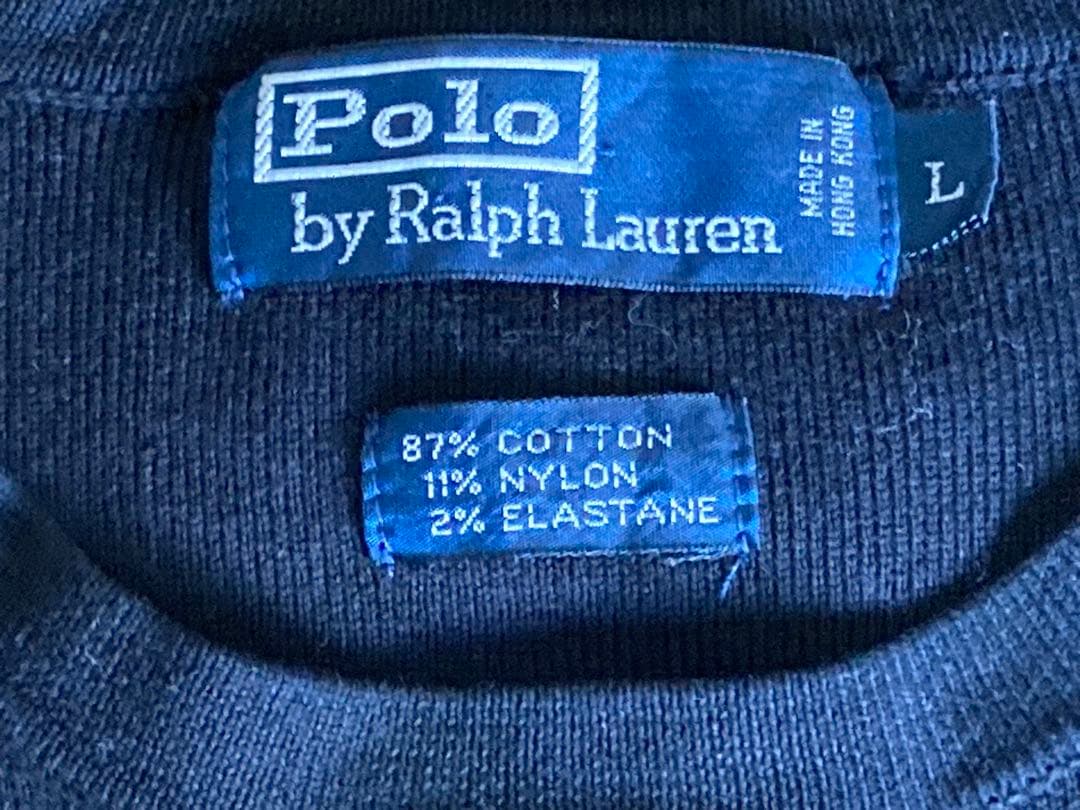 Polo
by Ralph Lauren
MADE IN
HONG KONG
L
87% COTTON
11% NYLON
2% ELASTANE